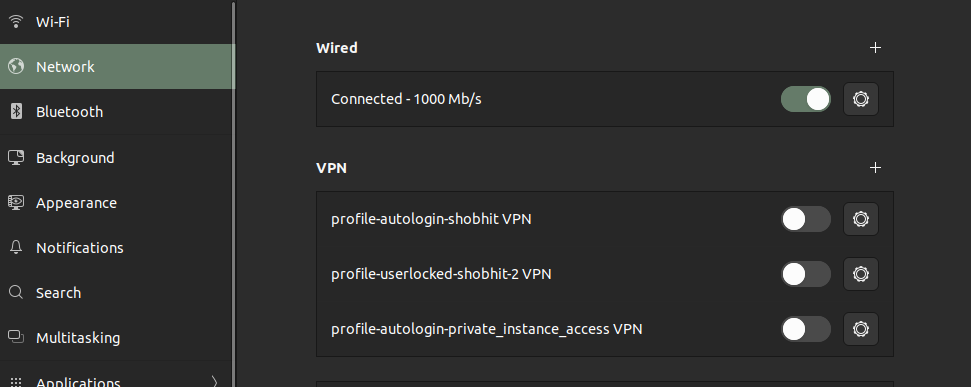 Wi-Fi
Network
Bluetooth
Background
Appearance
Notifications
Search
Multitasking
Applications
Wired
Connected - 1000 Mb/s
VPN
profile-autologin-shobhit VPN
profile-userlocked-shobhit-2 VPN
profile-autologin-private_instance_access VPN